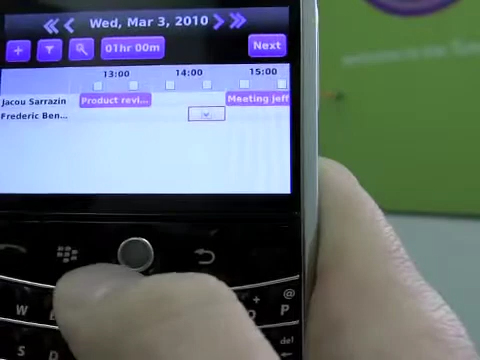 Wed, Mar 3, 2010
01hr 00m
Next
13:00 14:00 15:00
Jacou Sarrazin Product revi... Meeting jeff
Frederic Ben...
W
+
@
P
S
D
del